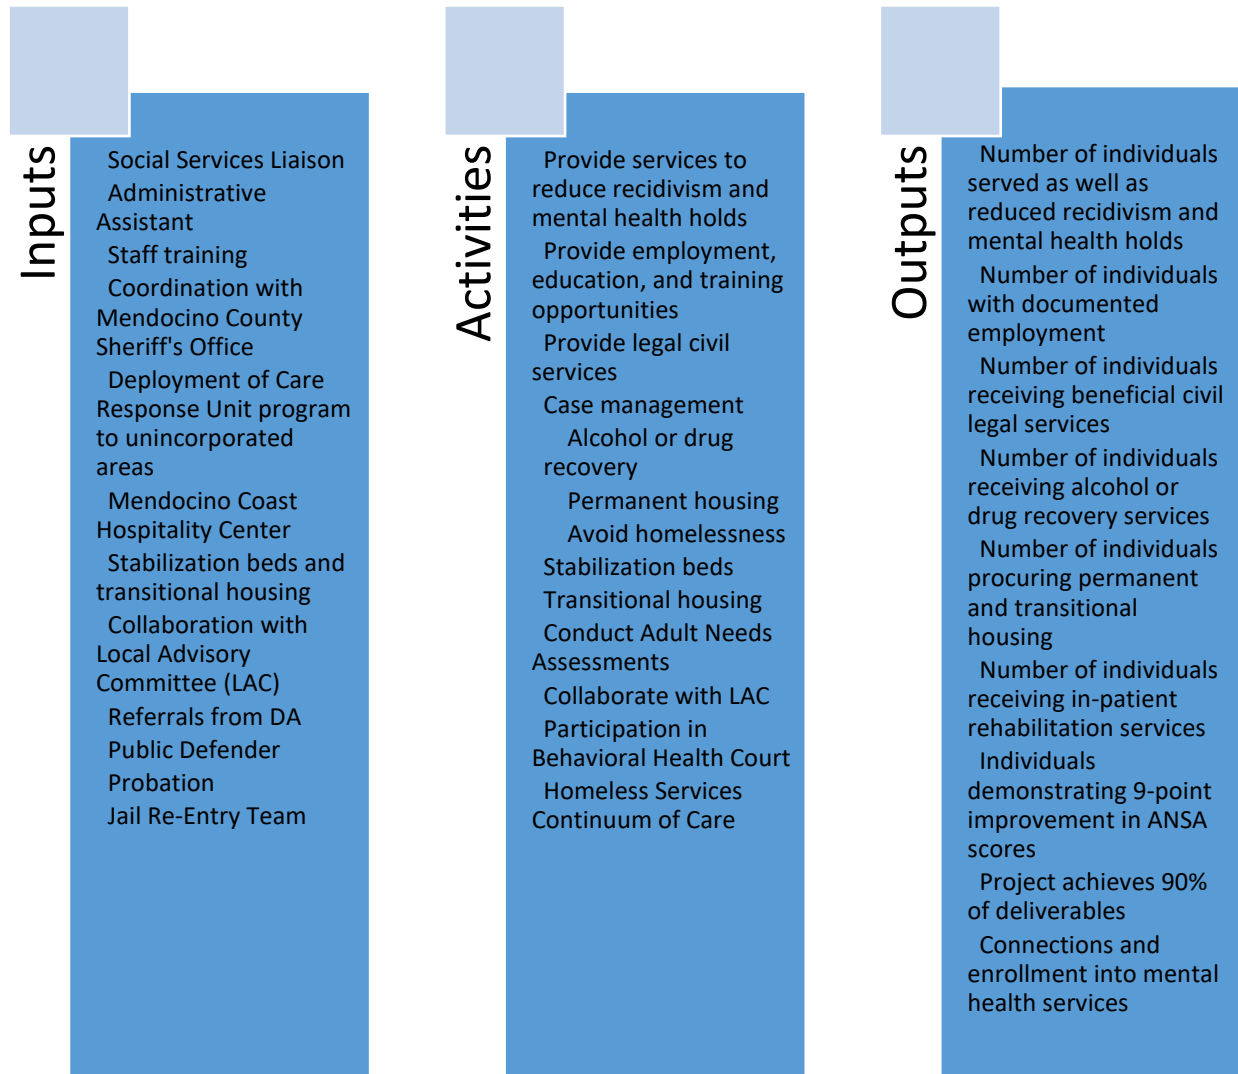 Inputs
Social Services Liaison
Administrative
Assistant
Staff training
Coordination with
Mendocino County
Sheriff's Office
Deployment of Care
Response Unit program
to unincorporated
areas
Mendocino Coast
Hospitality Center
Stabilization beds and
transitional housing
Collaboration with
Local Advisory
Committee (LAC)
Referrals from DA
Public Defender
Probation
Jail Re-Entry Team
Activities
Provide services to
reduce recidivism and
mental health holds
Provide employment,
education, and training
opportunities
Provide legal civil
services
Case management
Alcohol or drug
recovery
Permanent housing
Avoid homelessness
Stabilization beds
Transitional housing
Conduct Adult Needs
Assessments
Collaborate with LAC
Participation in
Behavioral Health Court
Homeless Services
Continuum of Care
Outputs
Number of individuals
served as well as
reduced recidivism and
mental health holds
Number of individuals
with documented
employment
Number of individuals
receiving beneficial civil
legal services
Number of individuals
receiving alcohol or
drug recovery services
Number of individuals
procuring permanent
and transitional
housing
Number of individuals
receiving in-patient
rehabilitation services
Individuals
demonstrating 9-point
improvement in ANSA
scores
Project achieves 90%
of deliverables
Connections and
enrollment into mental
health services